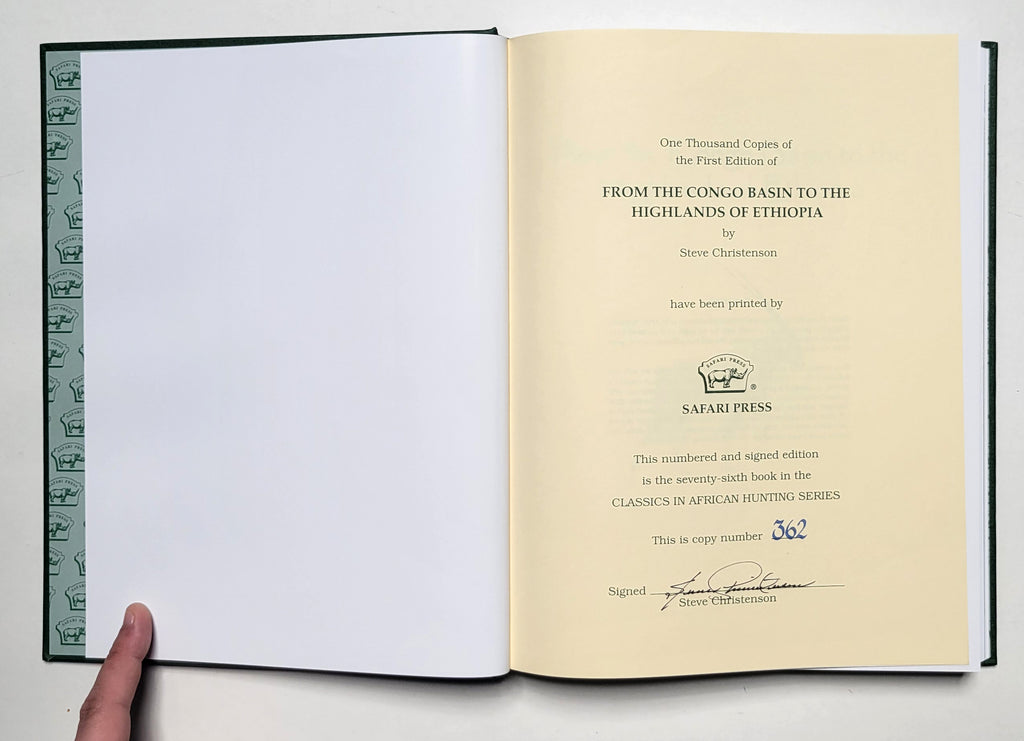 One Thousand Copies of
the First Edition of
FROM THE CONGO BASIN TO THE
HIGHLANDS OF ETHIOPIA
by
Steve Christenson
have been printed by
SAFARI PRESS
®
SAFARI PRESS
This numbered and signed edition
is the seventy-sixth book in the
CLASSICS IN AFRICAN HUNTING SERIES
This is copy number 362
Signed
Steve Christenson